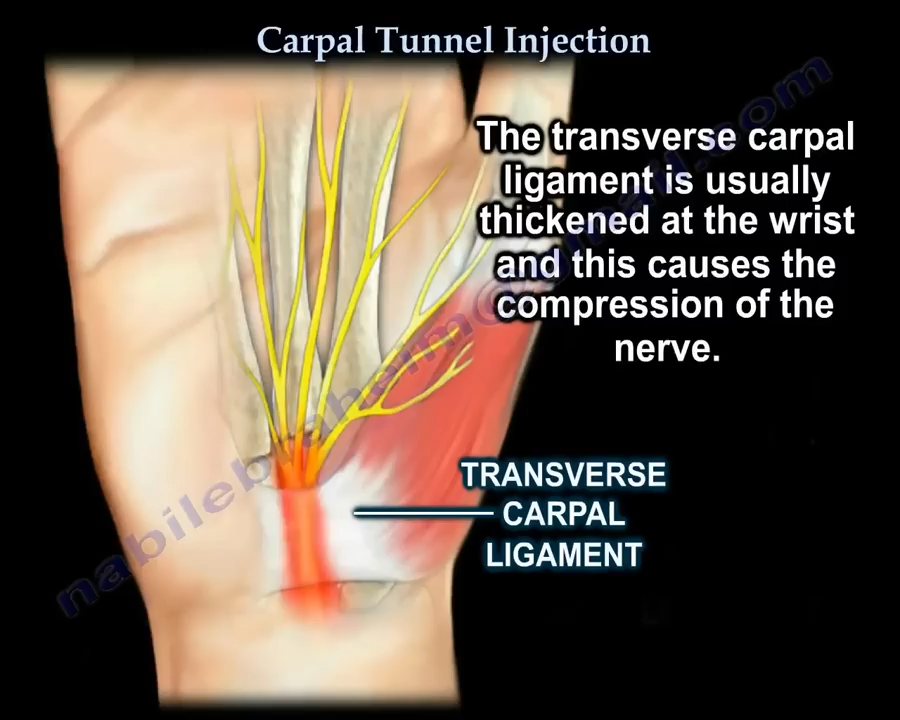 Carpal Tunnel Injection
The transverse carpal
ligament is usually
thickened at the wrist
and this causes the
compression of the
nerve.
TRANSVERSE
CARPAL
LIGAMENT